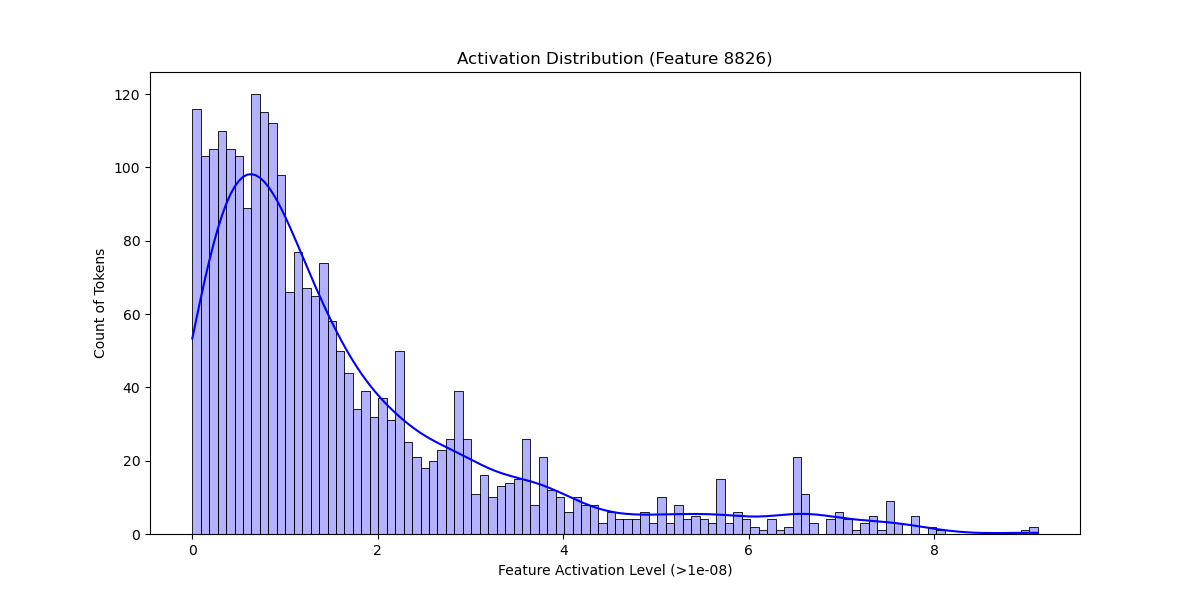 Activation Distribution (Feature 8826)
Count of Tokens
120
100
80
60
40
20
0
0 2 4 6 8
Feature Activation Level (>1e-08)